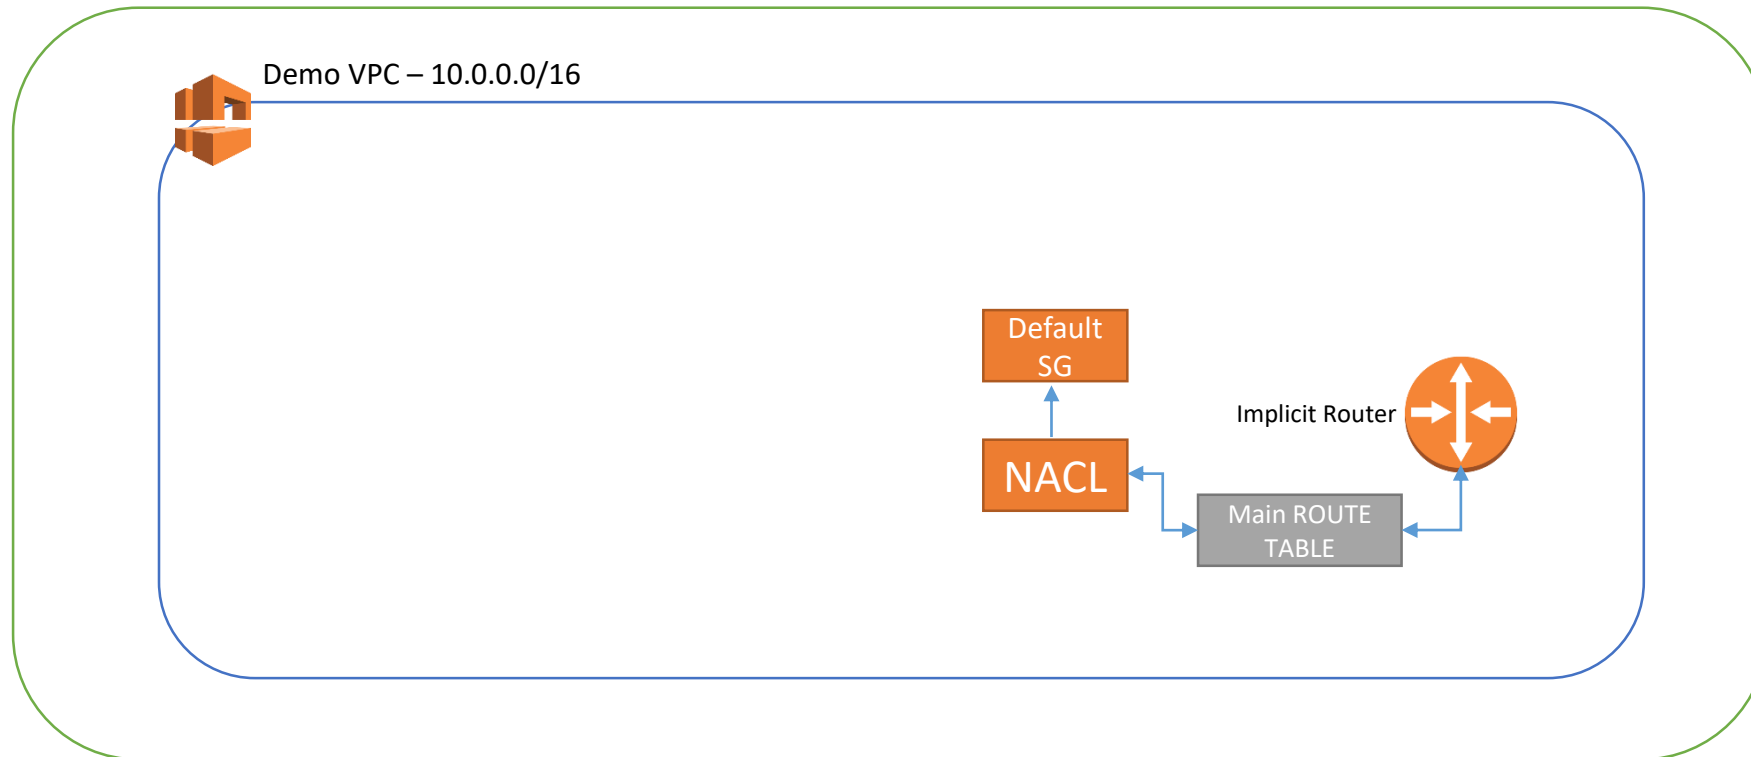 Demo VPC – 10.0.0.0/16
Default
SG
Implicit Router
NACL
Main ROUTE
TABLE